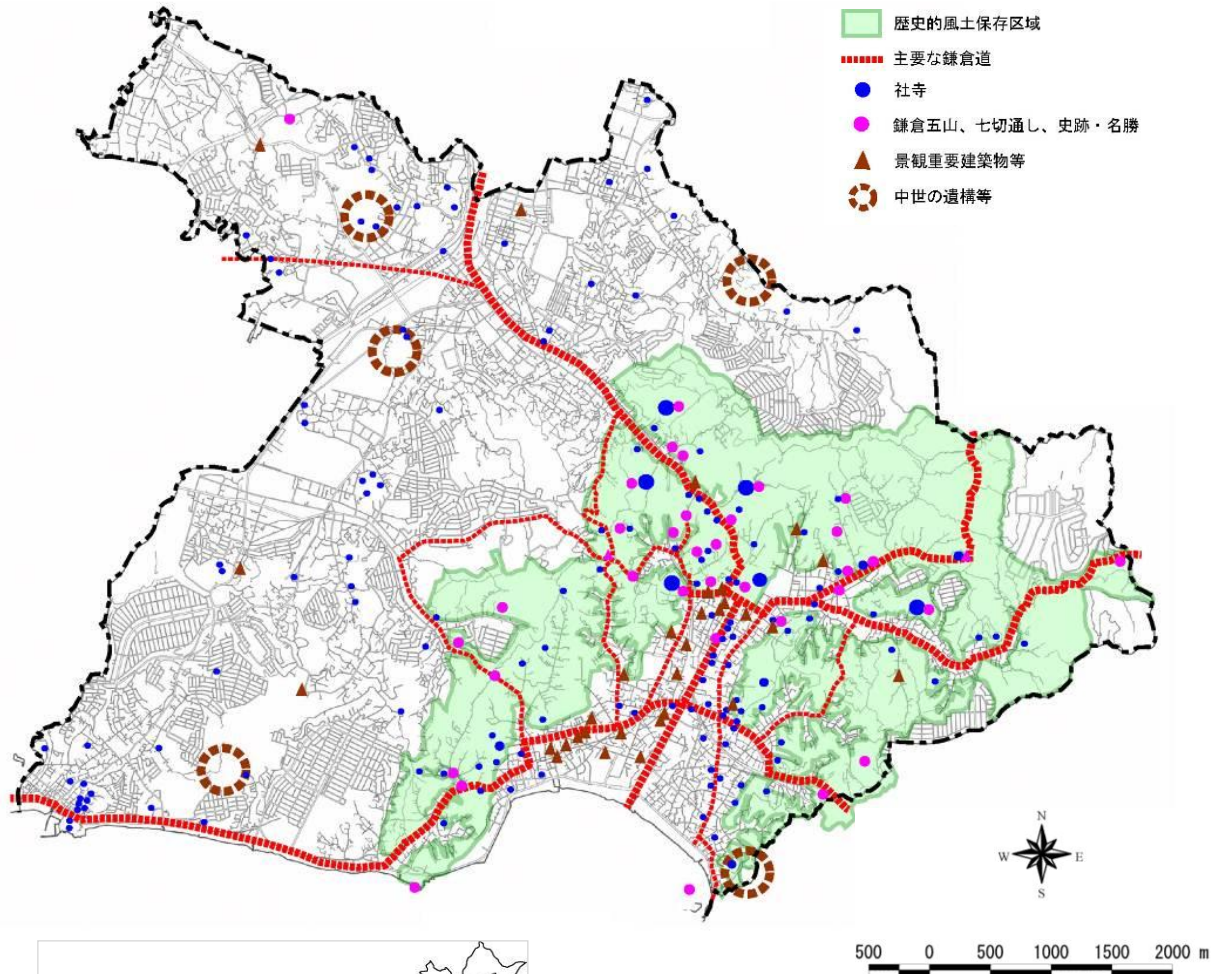 歴史的風土保存区域
主要な鎌倉道
社寺
鎌倉五山、七切通し、史跡・名勝
景観重要建築物等
中世の遺構等
N
W E
S
500 0 500 1000 1500 2000 m